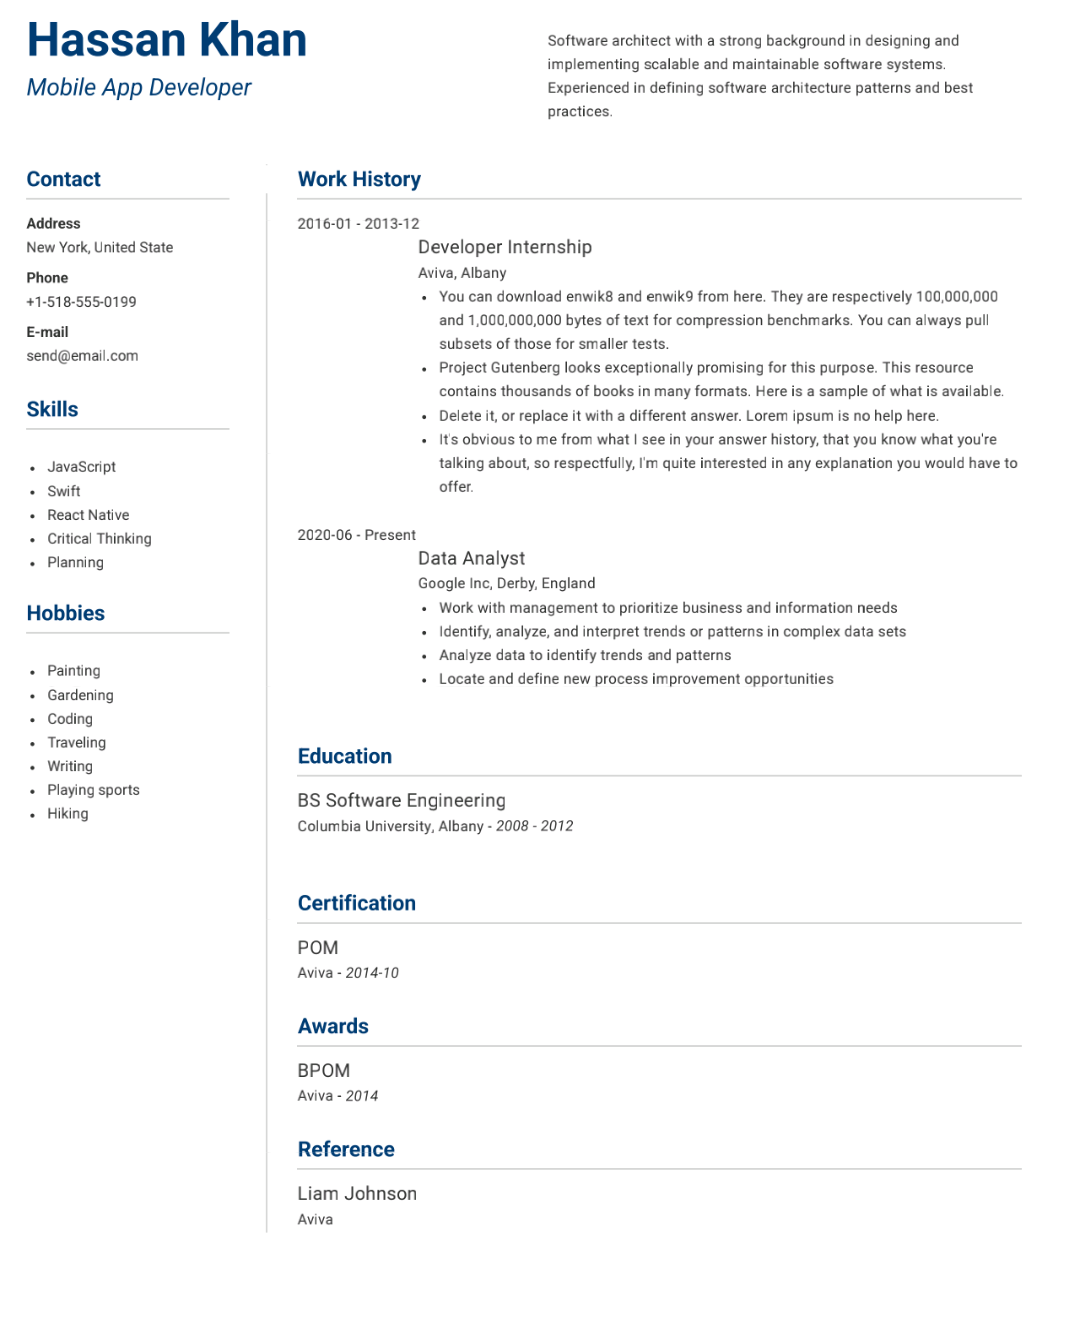 Hassan Khan
Mobile App Developer
Software architect with a strong background in designing and
implementing scalable and maintainable software systems.
Experienced in defining software architecture patterns and best
practices.
Contact
Address
New York, United State
Phone
+1-518-555-0199
E-mail
send@email.com
Skills
• JavaScript
• Swift
• React Native
• Critical Thinking
• Planning
Hobbies
• Painting
• Gardening
• Coding
• Traveling
• Writing
• Playing sports
• Hiking
Work History
2016-01 - 2013-12
Developer Internship
Aviva, Albany
• You can download enwik8 and enwik9 from here. They are respectively 100,000,000
and 1,000,000,000 bytes of text for compression benchmarks. You can always pull
subsets of those for smaller tests.
• Project Gutenberg looks exceptionally promising for this purpose. This resource
contains thousands of books in many formats. Here is a sample of what is available.
• Delete it, or replace it with a different answer. Lorem ipsum is no help here.
• It's obvious to me from what I see in your answer history, that you know what you're
talking about, so respectfully, I'm quite interested in any explanation you would have to
offer.
2020-06 - Present
Data Analyst
Google Inc, Derby, England
• Work with management to prioritize business and information needs
• Identify, analyze, and interpret trends or patterns in complex data sets
• Analyze data to identify trends and patterns
• Locate and define new process improvement opportunities
Education
BS Software Engineering
Columbia University, Albany - 2008 - 2012
Certification
POM
Aviva - 2014-10
Awards
BPOM
Aviva - 2014
Reference
Liam Johnson
Aviva